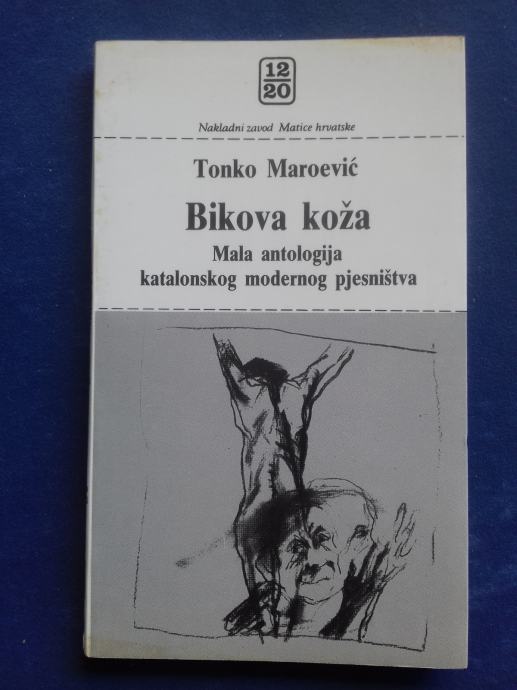 12
20
Nakladni zavod Matice hrvatske
Tonko Maroević
Bikova koža
Mala antologija
katalonskog modernog pjesništva